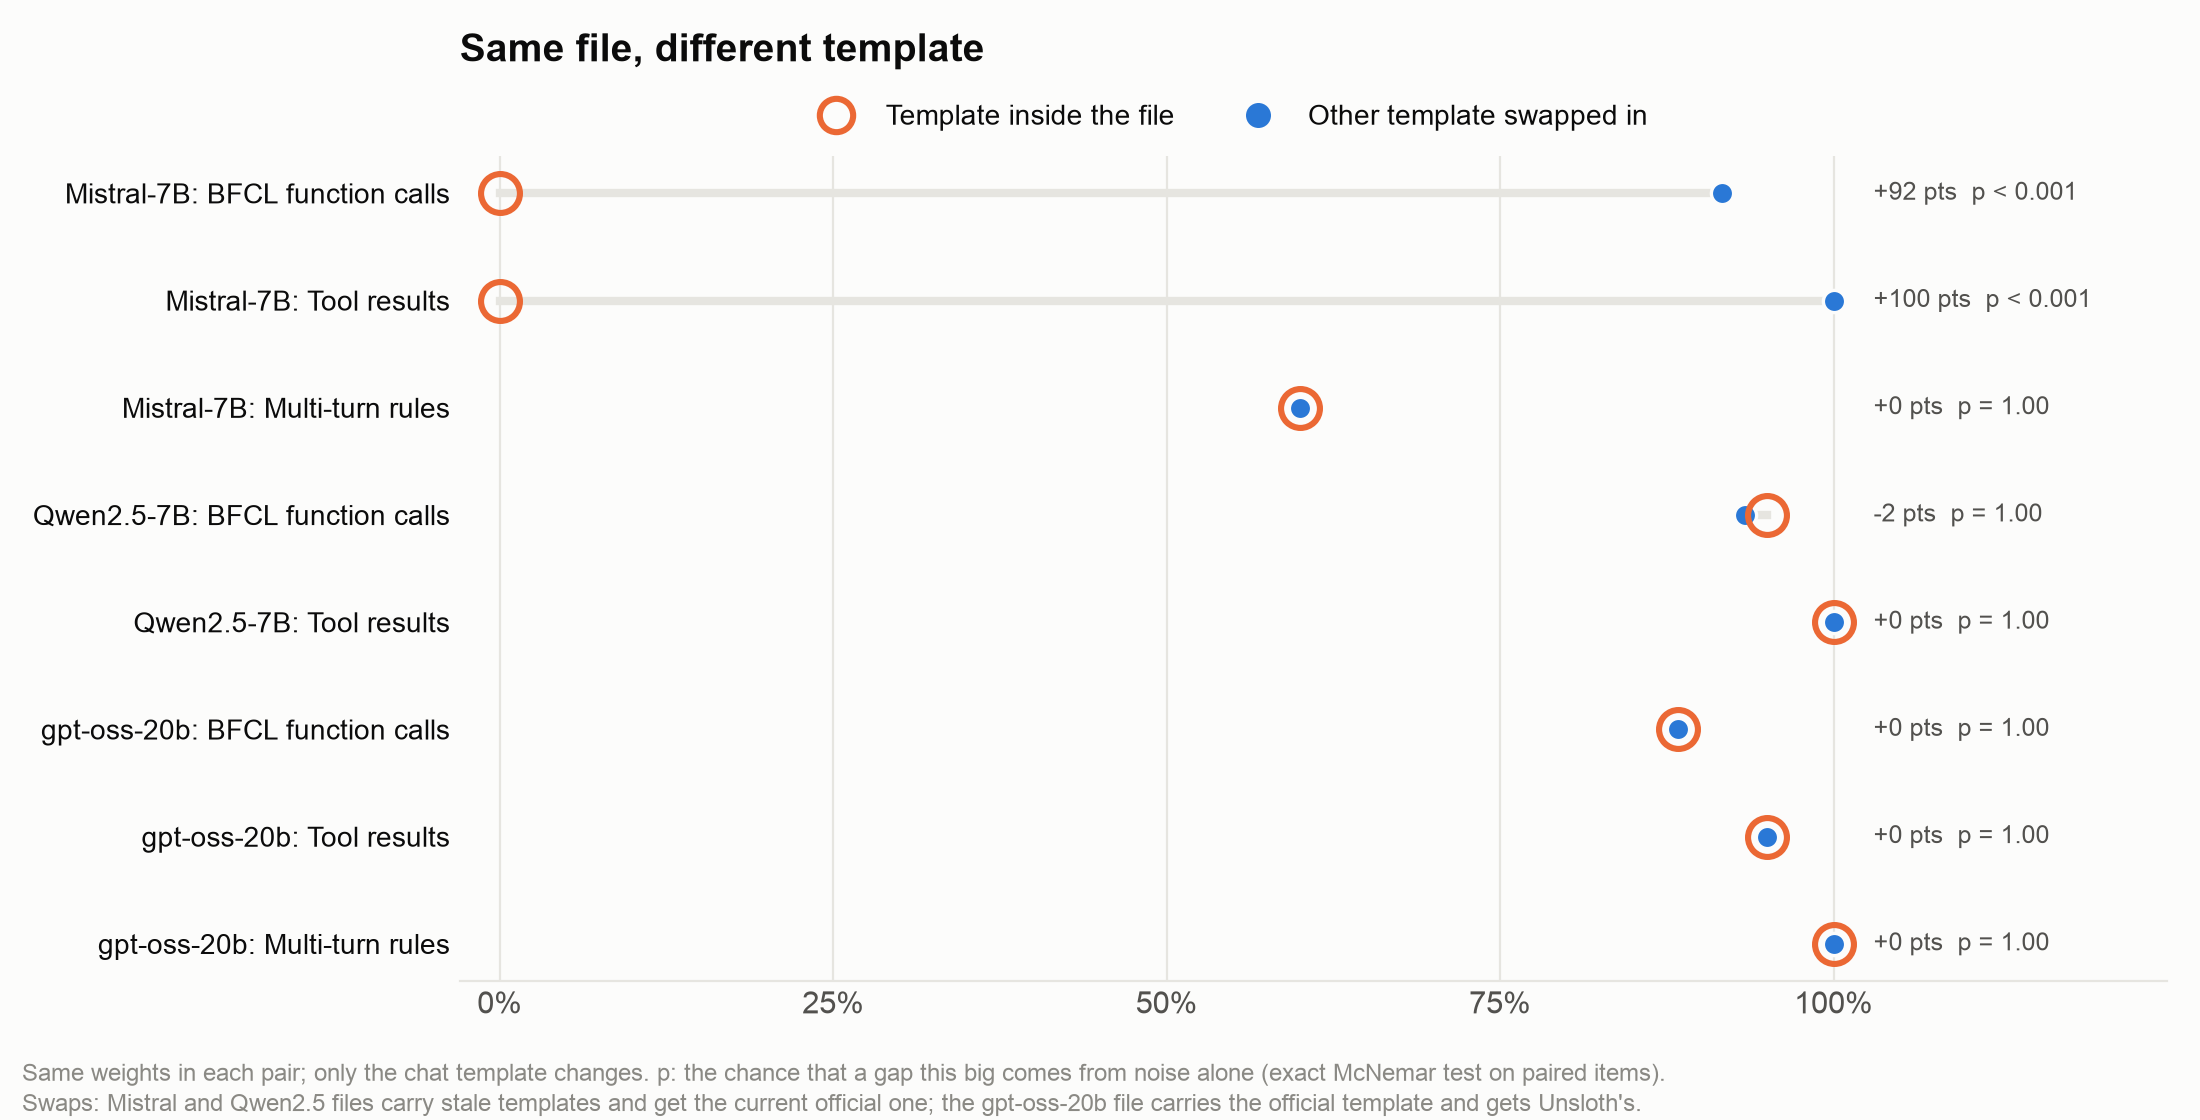 Same file, different template
Template inside the file
Other template swapped in
Mistral-7B: BFCL function calls
+92 pts  p < 0.001
Mistral-7B: Tool results
+100 pts  p < 0.001
Mistral-7B: Multi-turn rules
+0 pts  p = 1.00
Qwen2.5-7B: BFCL function calls
-2 pts  p = 1.00
Qwen2.5-7B: Tool results
+0 pts  p = 1.00
gpt-oss-20b: BFCL function calls
+0 pts  p = 1.00
gpt-oss-20b: Tool results
+0 pts  p = 1.00
gpt-oss-20b: Multi-turn rules
+0 pts  p = 1.00
0%
25%
50%
75%
100%
Same weights in each pair; only the chat template changes. p: the chance that a gap this big comes from noise alone (exact McNemar test on paired items).
Swaps: Mistral and Qwen2.5 files carry stale templates and get the current official one; the gpt-oss-20b file carries the official template and gets Unsloth's.